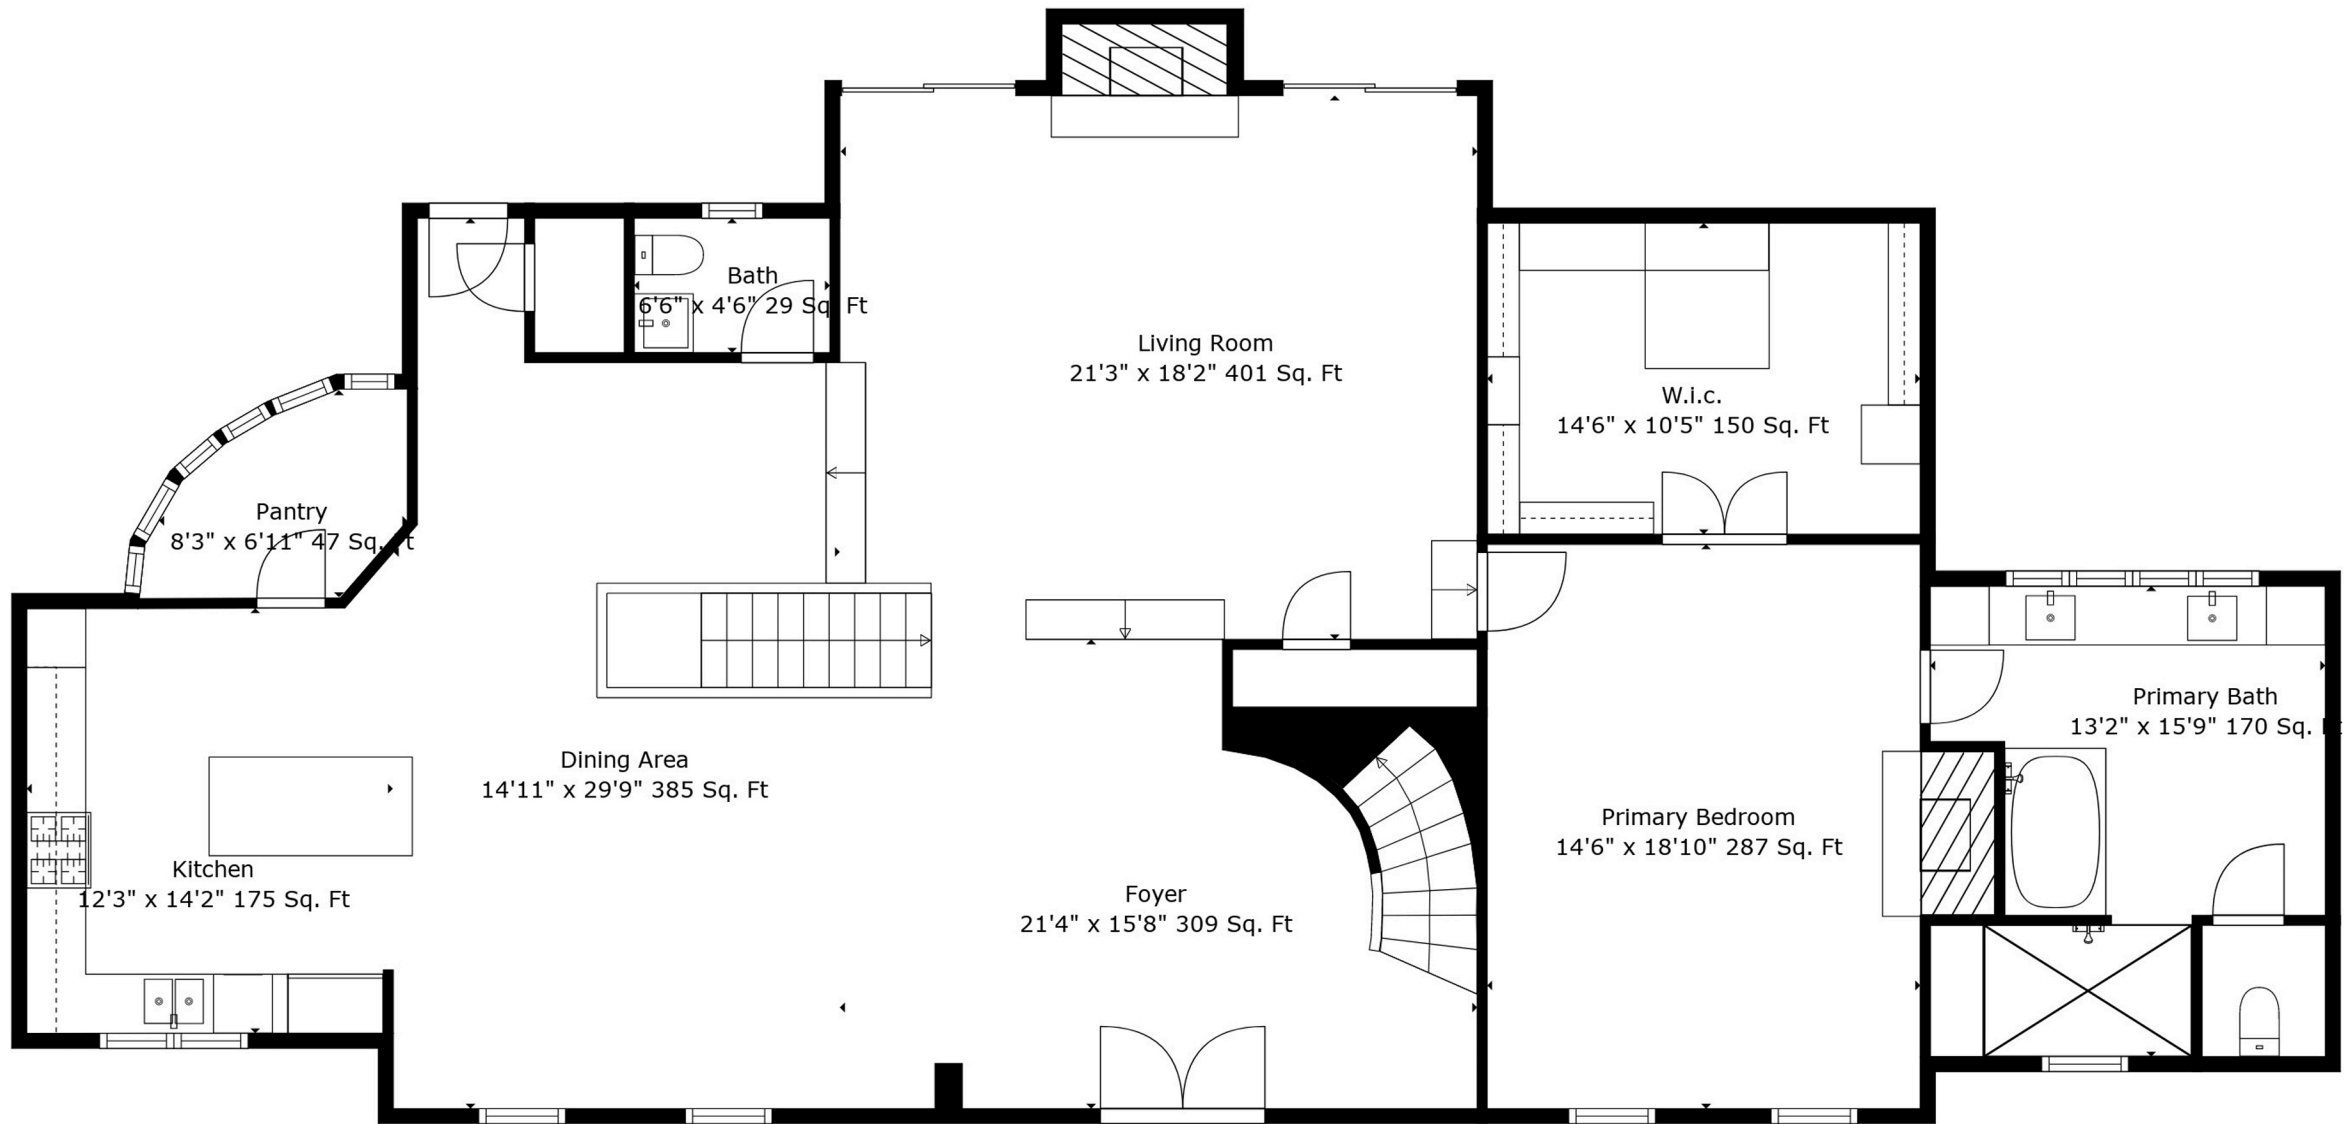 Bath
6'6" x 4'6" 29 Sq. Ft
Living Room
21'3" x 18'2" 401 Sq. Ft
W.i.c.
14'6" x 10'5" 150 Sq. Ft
Pantry
8'3" x 6'11" 47 Sq. Ft
Primary Bath
13'2" x 15'9" 170 Sq. Ft
Dining Area
14'11" x 29'9" 385 Sq. Ft
Primary Bedroom
14'6" x 18'10" 287 Sq. Ft
Kitchen
12'3" x 14'2" 175 Sq. Ft
Foyer
21'4" x 15'8" 309 Sq. Ft